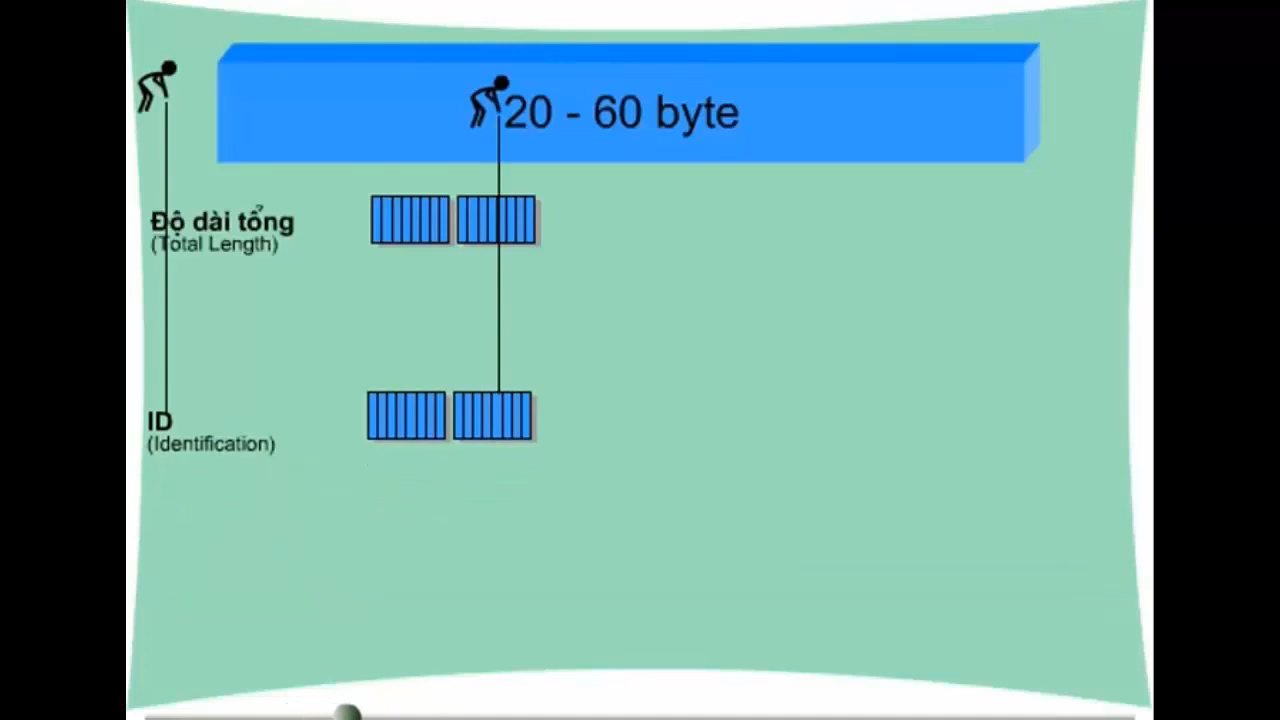 20 - 60 byte
Độ dài tổng
(Total Length)
ID
(Identification)